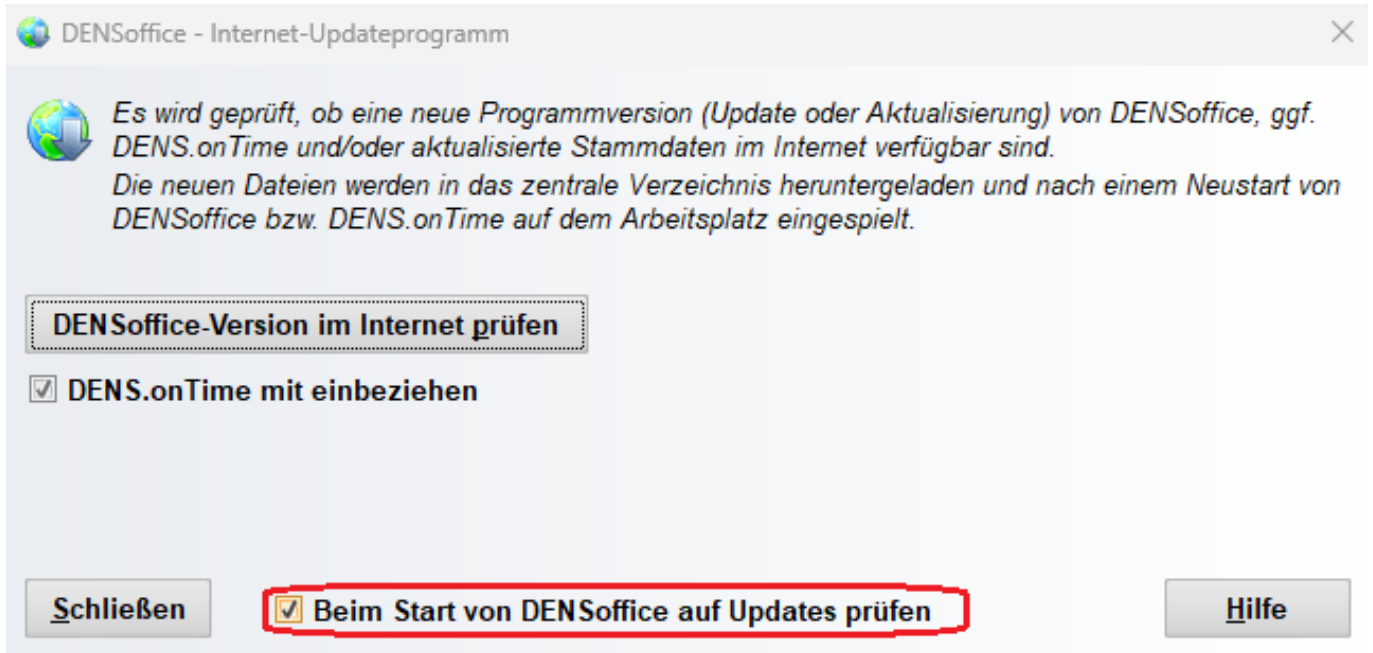 DENSoffice - Internet-Updateprogramm
Es wird geprüft, ob eine neue Programmversion (Update oder Aktualisierung) von DENSoffice, ggf.
DENS.onTime und/oder aktualisierte Stammdaten im Internet verfügbar sind.
Die neuen Dateien werden in das zentrale Verzeichnis heruntergeladen und nach einem Neustart von
DENSoffice bzw. DENS.onTime auf dem Arbeitsplatz eingespielt.
DENSoffice-Version im Internet prüfen
DENS.onTime mit einbeziehen
Schließen
Beim Start von DENSoffice auf Updates prüfen
Hilfe